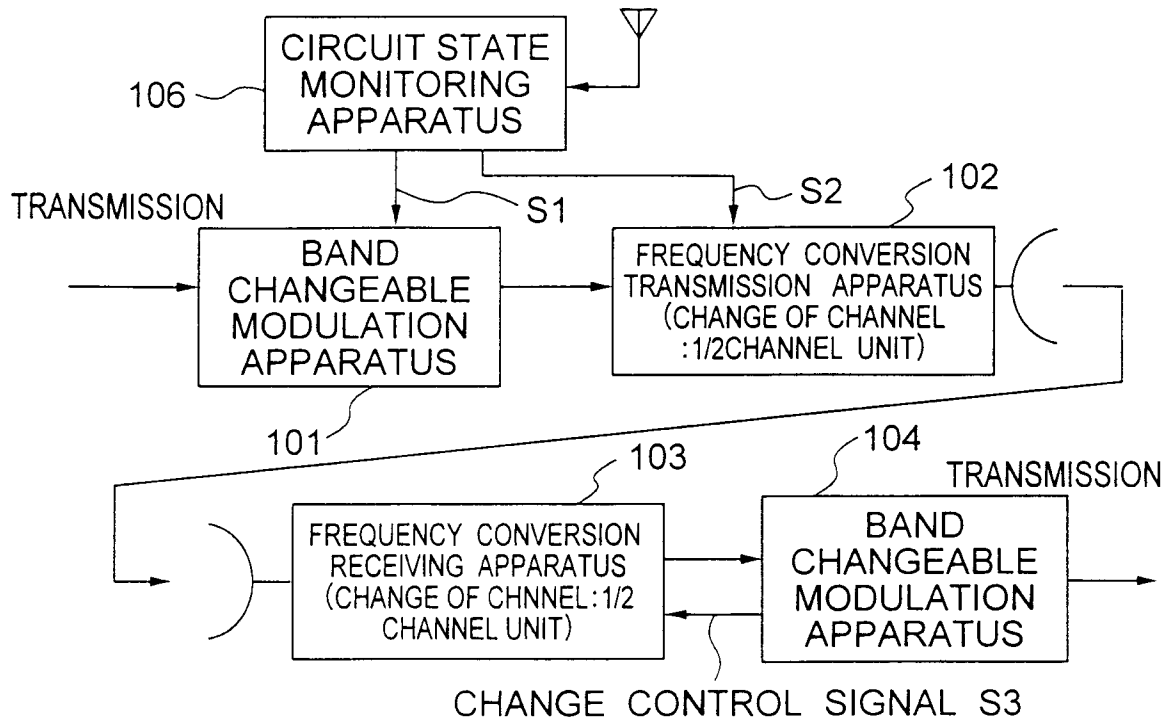 CIRCUIT STATE
MONITORING
APPARATUS
106
TRANSMISSION
S1
S2
102
BAND
CHANGEABLE
MODULATION
APPARATUS
FREQUENCY CONVERSION
TRANSMISSION APPARATUS
(CHANGE OF CHANNEL
:1/2CHANNEL UNIT)
101
103
104
TRANSMISSION
FREQUENCY CONVERSION
RECEIVING APPARATUS
(CHANGE OF CHNNEL:1/2
CHANNEL UNIT)
BAND
CHANGEABLE
MODULATION
APPARATUS
CHANGE CONTROL SIGNAL S3